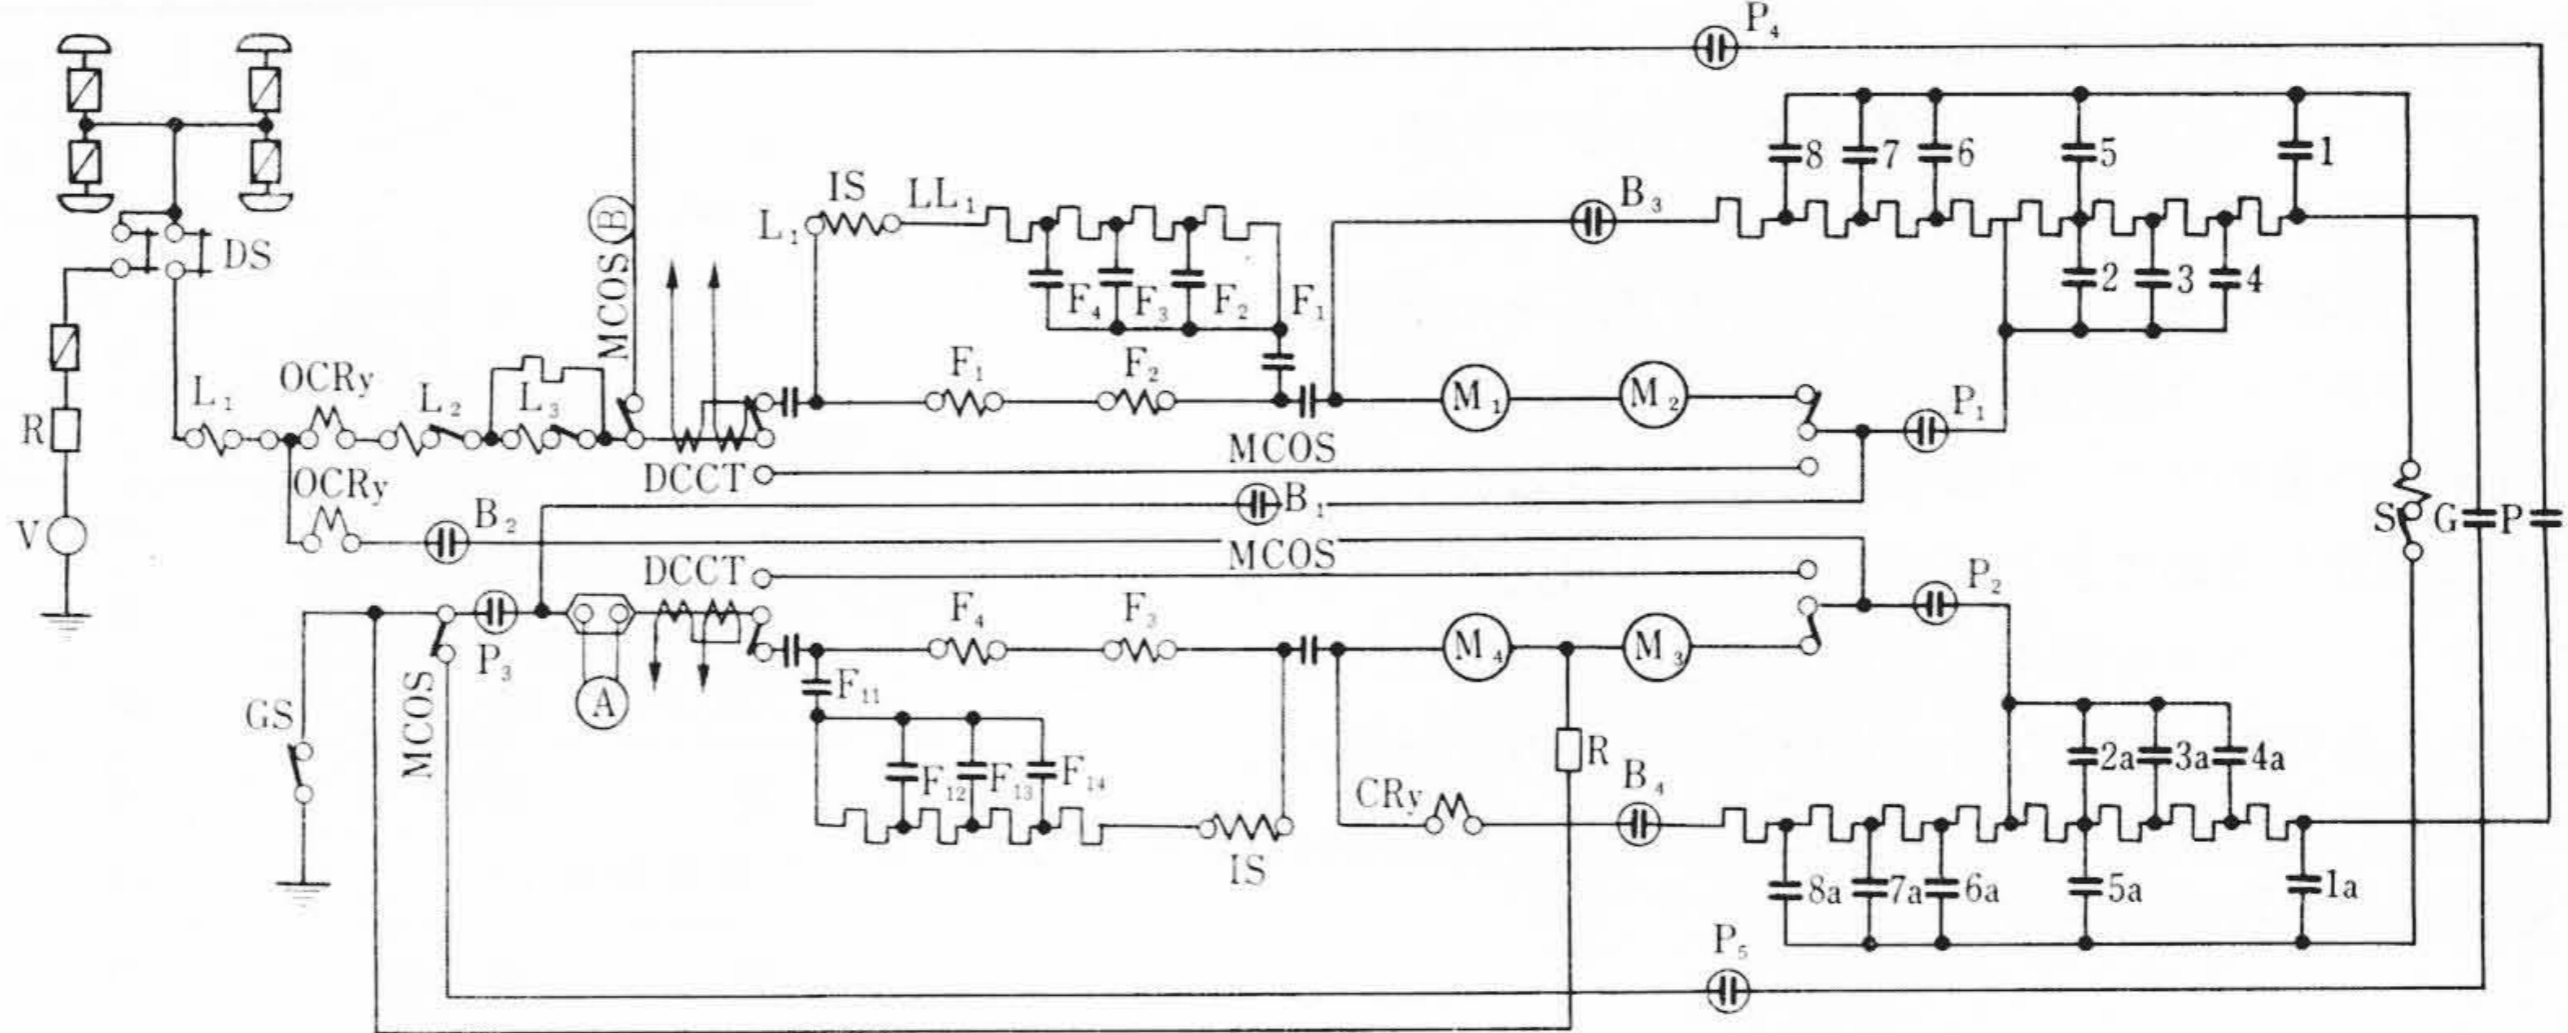 P₄
8 7 6 5 1
IS LL₁ B₃
L₁
MCOS B
DS
F₄ F₃ F₂ F₁
2 3 4
OCRy
L₁ L₂ L₃
F₁ F₂
M₁ M₂
P₁
R
MCOS
DCCT
OCRy
B₂ B₁
V
MCOS
S G P
DCCT
P₂
F₄ F₃
P₃
M₄ M₃
A
F₁₁
GS
MCOS
R
2a 3a 4a
F₁₂ F₁₃ F₁₄
CRy B₄
IS
8a 7a 6a 5a 1a
P₅